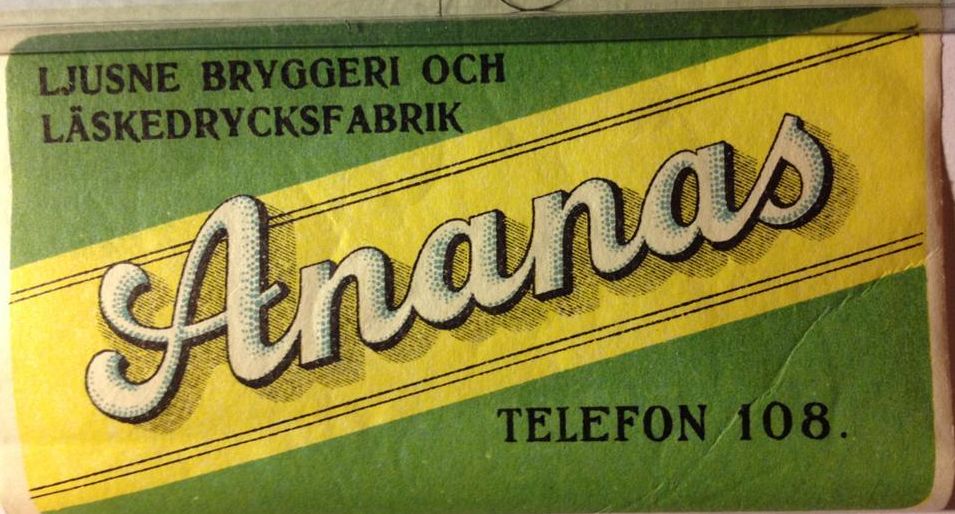 LJUSNE BRYGGERI OCH
LÄSKEDRYCKSFABRIK
Ananas
TELEFON 108.